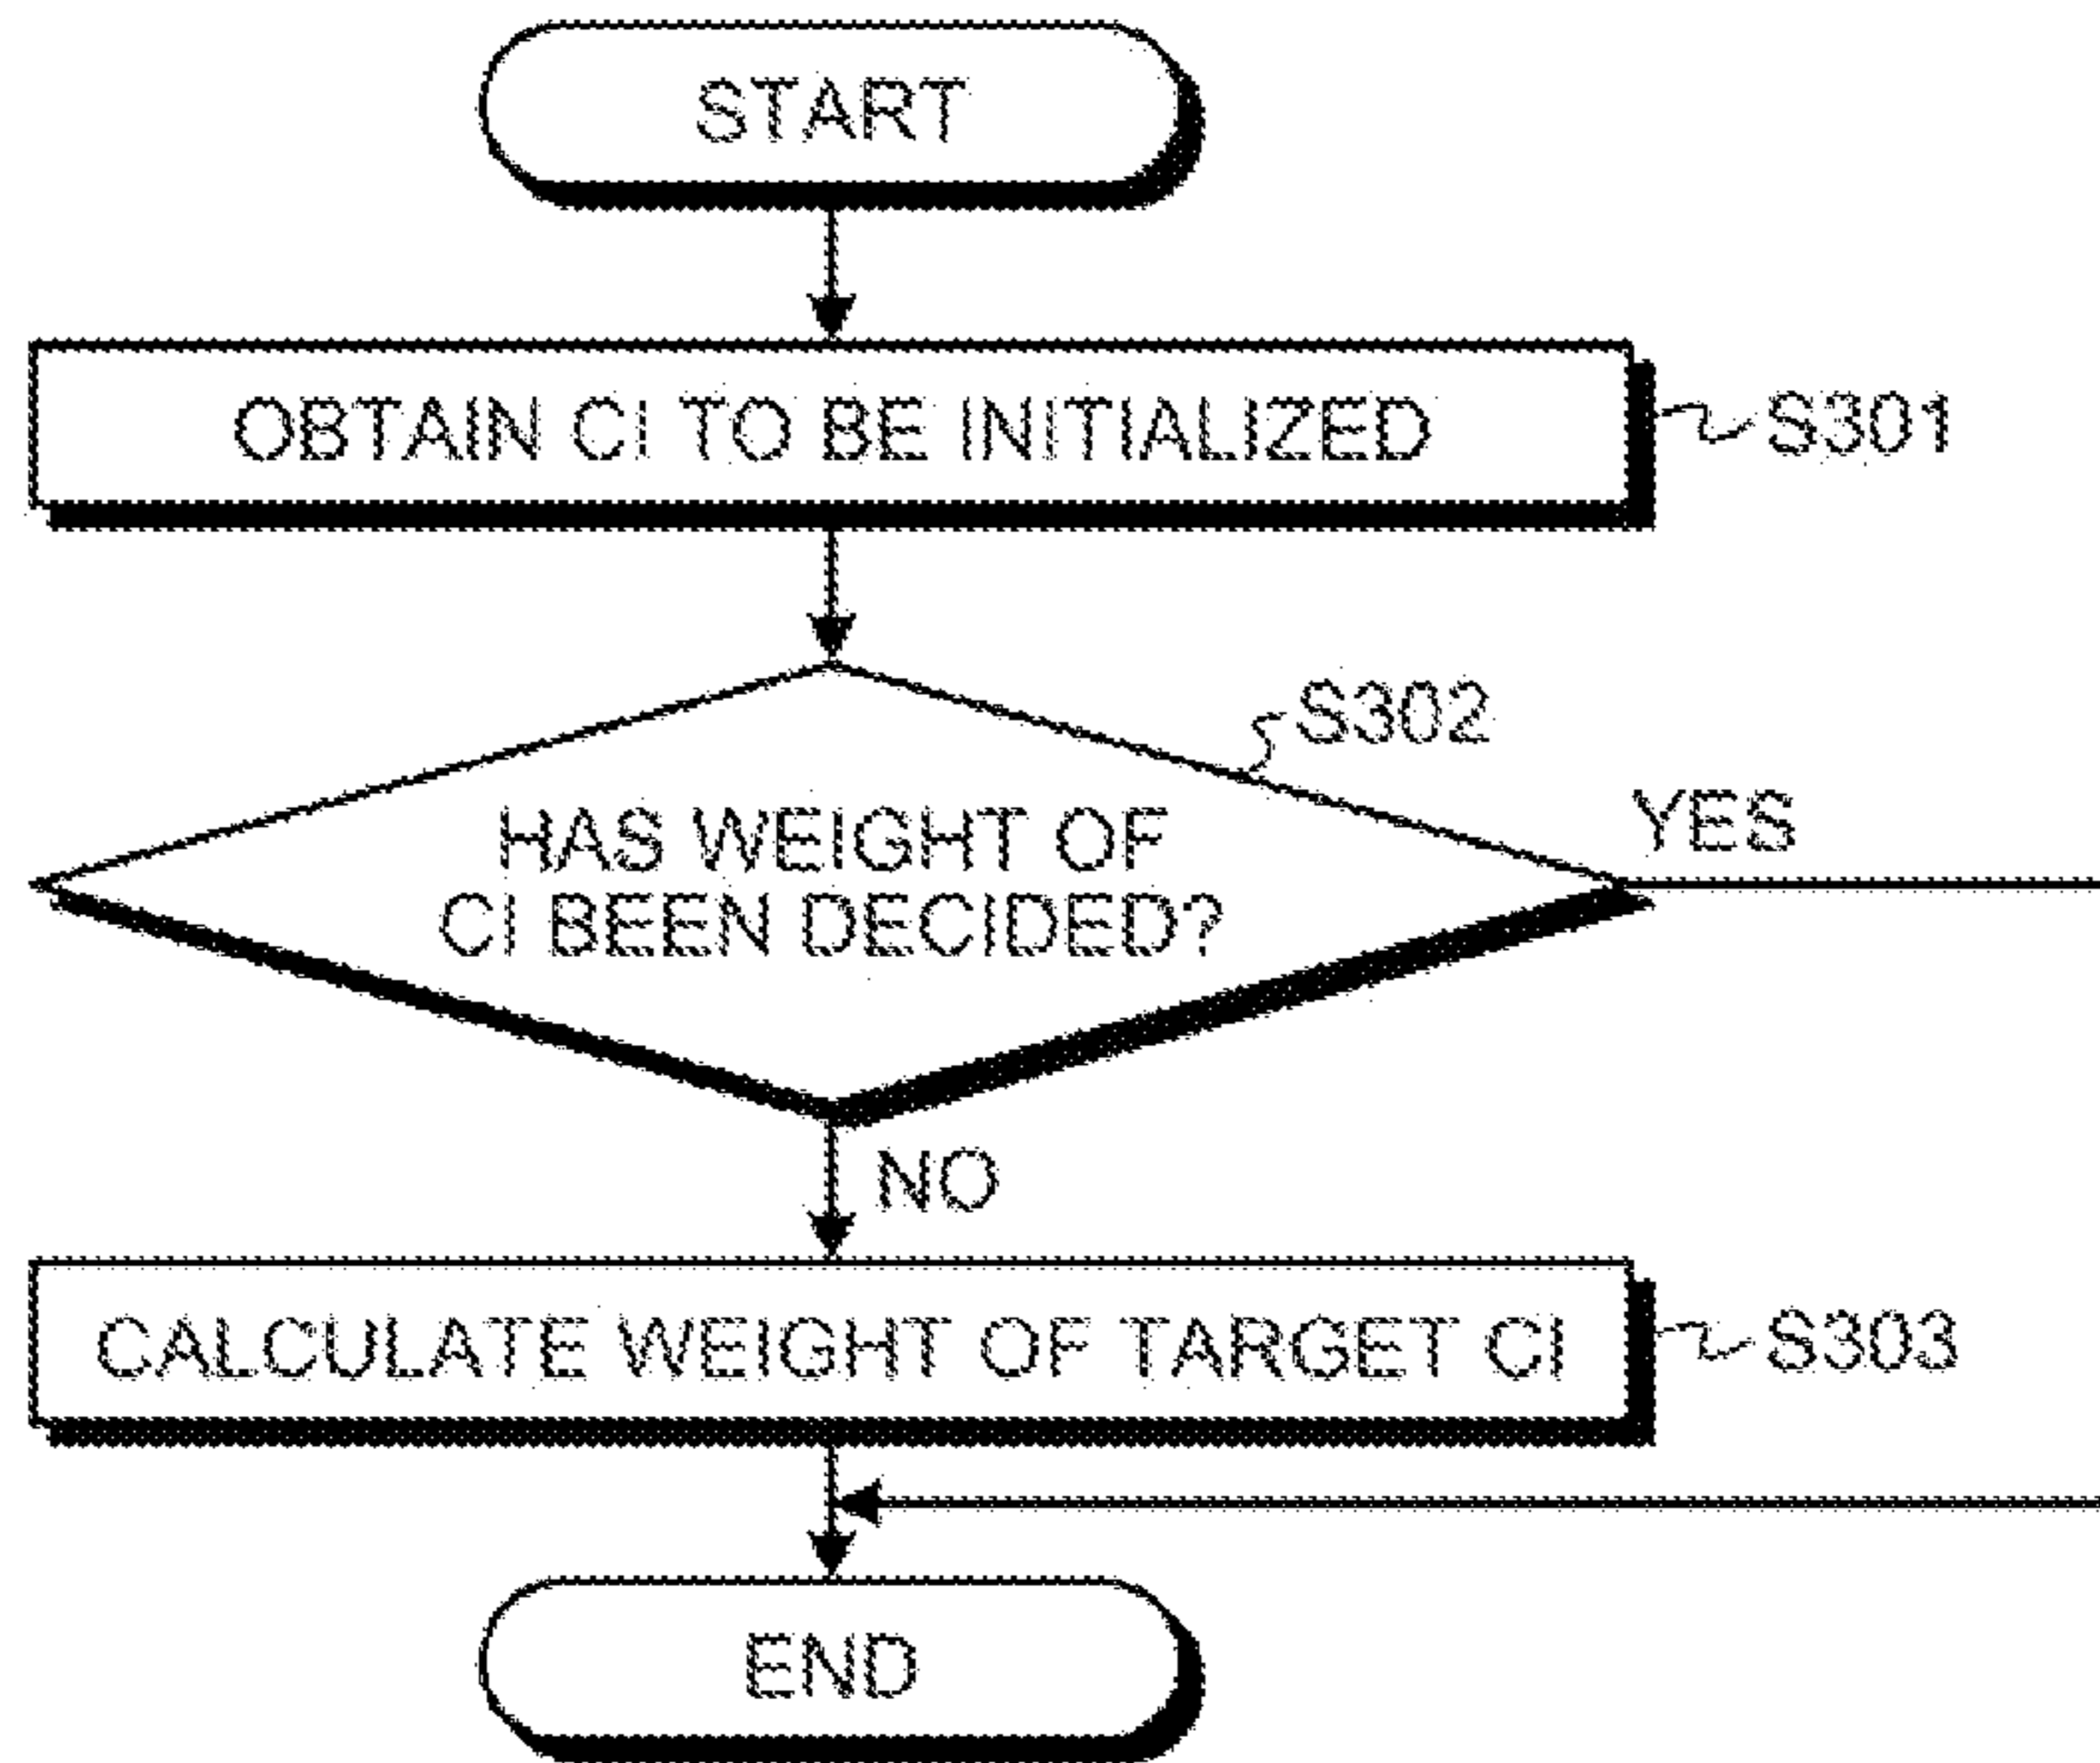 START
OBTAIN CI TO BE INITIALIZED
S301
S302
HAS WEIGHT OF
CI BEEN DECIDED?
YES
NO
CALCULATE WEIGHT OF TARGET CI
S303
END